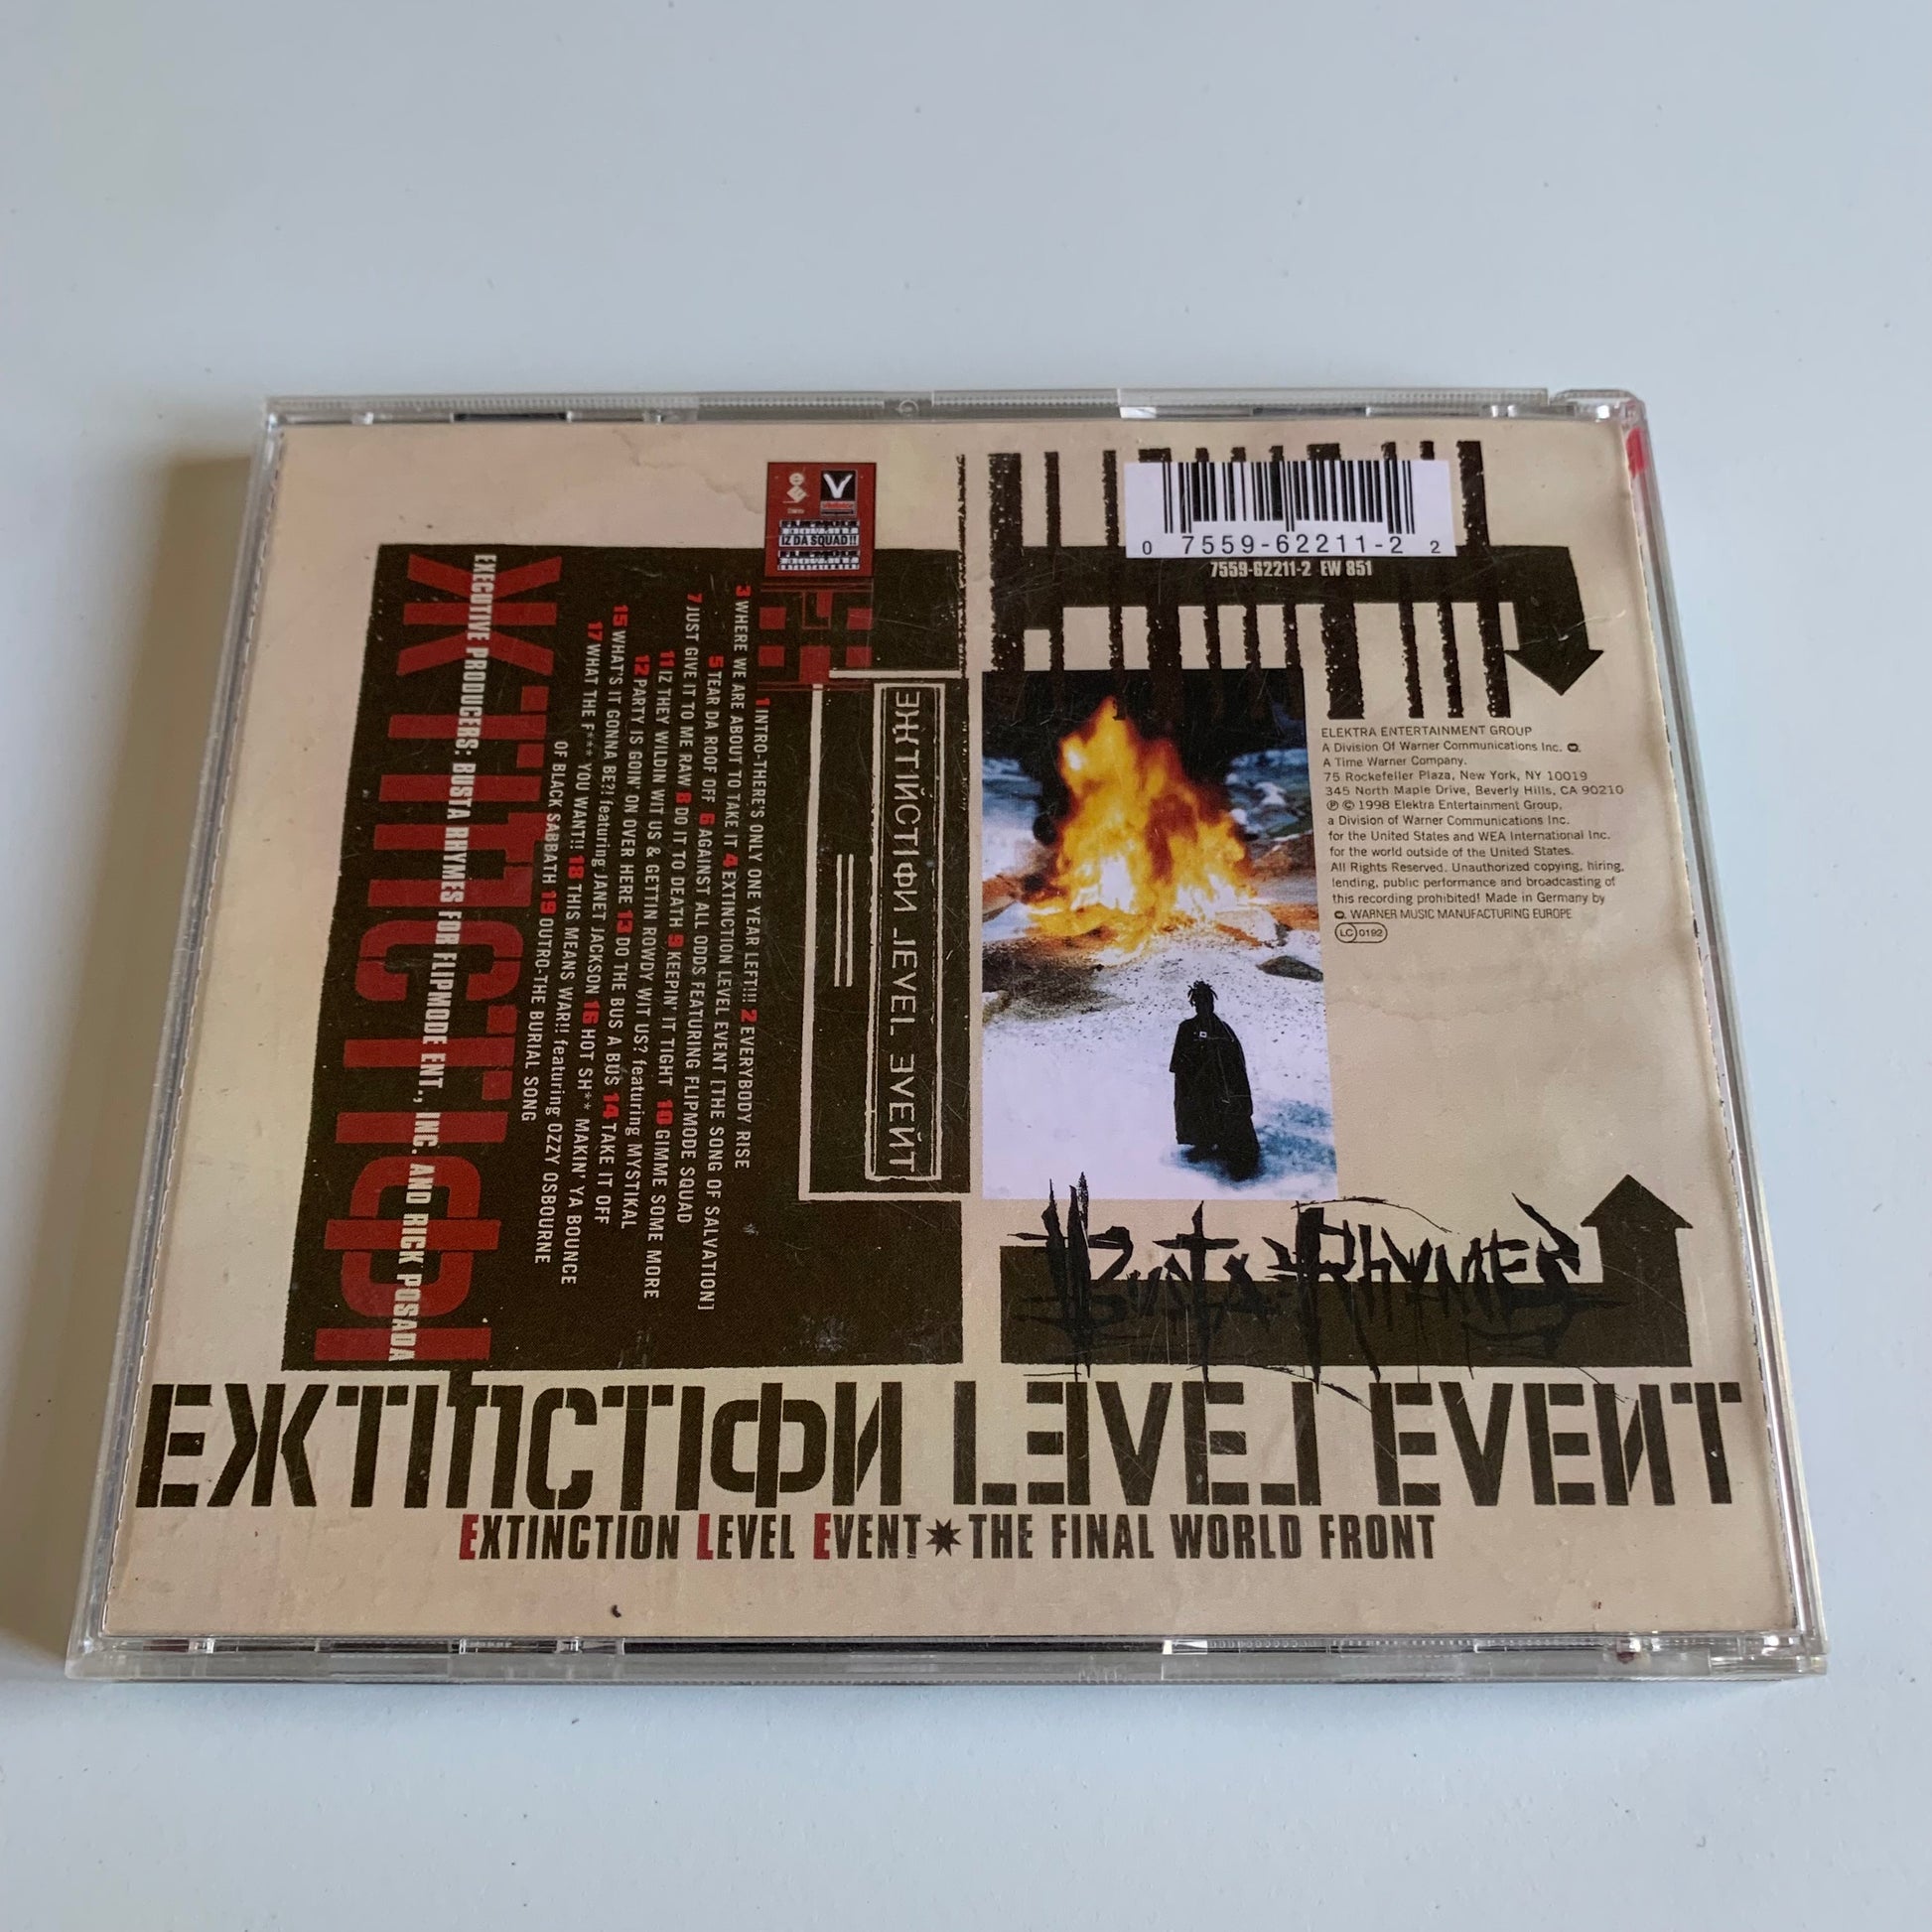 0 7559-62211-2 2
7559-62211-2 EW 851
IZ DA SQUAD!!
ELEKTRA ENTERTAINMENT GROUP
A Division Of Warner Communications Inc.
A Time Warner Company.
75 Rockefeller Plaza, New York, NY 10019
345 North Maple Drive, Beverly Hills, CA 90210
℗ © 1998 Elektra Entertainment Group,
a Division of Warner Communications Inc.
for the United States and WEA International Inc.
for the world outside of the United States.
All Rights Reserved. Unauthorized copying, hiring,
lending, public performance and broadcasting of
this recording prohibited! Made in Germany by
WARNER MUSIC MANUFACTURING EUROPE
LC 0192
1 INTRO-THERE'S ONLY ONE YEAR LEFT!!! 2 EVERYBODY RISE
3 WHERE WE ARE ABOUT TO TAKE IT 4 EXTINCTION LEVEL EVENT [THE SONG OF SALVATION]
5 TEAR DA ROOF OFF 6 AGAINST ALL ODDS FEATURING FLIPMODE SQUAD
7 JUST GIVE IT TO ME RAW 8 DO IT TO DEATH 9 KEEPIN' IT TIGHT 10 GIMME SOME MORE
11 IZ THEY WILDIN WIT US & GETTIN ROWDY WIT US? featuring MYSTIKAL
12 PARTY IS GOIN' ON OVER HERE 13 DO THE BUS A BUS 14 TAKE IT OFF
15 WHAT'S IT GONNA BE?! featuring JANET JACKSON 16 HOT SH** MAKIN' YA BOUNCE
17 WHAT THE F*** YOU WANT!! 18 THIS MEANS WAR!! featuring OZZY OSBOURNE
OF BLACK SABBATH 19 OUTRO-THE BURIAL SONG
EXECUTIVE PRODUCERS: BUSTA RHYMES FOR FLIPMODE ENT., INC. AND RICK POSADA
EЖTIПCTIФИ
EЖTIЙCTIФИ LEVEL EVEЙT
Busta Rhymes
EЖTIПCTIФИ LEVEL EVEИT
EXTINCTION LEVEL EVENT✷THE FINAL WORLD FRONT